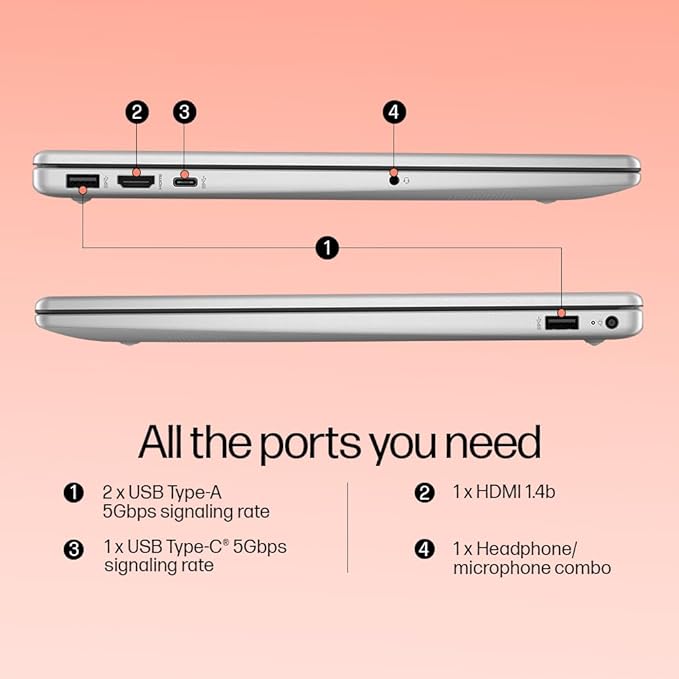 2
3
4
HDMI
1
All the ports you need
1 2 x USB Type-A
5Gbps signaling rate
2 1 x HDMI 1.4b
3 1 x USB Type-C® 5Gbps
signaling rate
4 1 x Headphone/
microphone combo